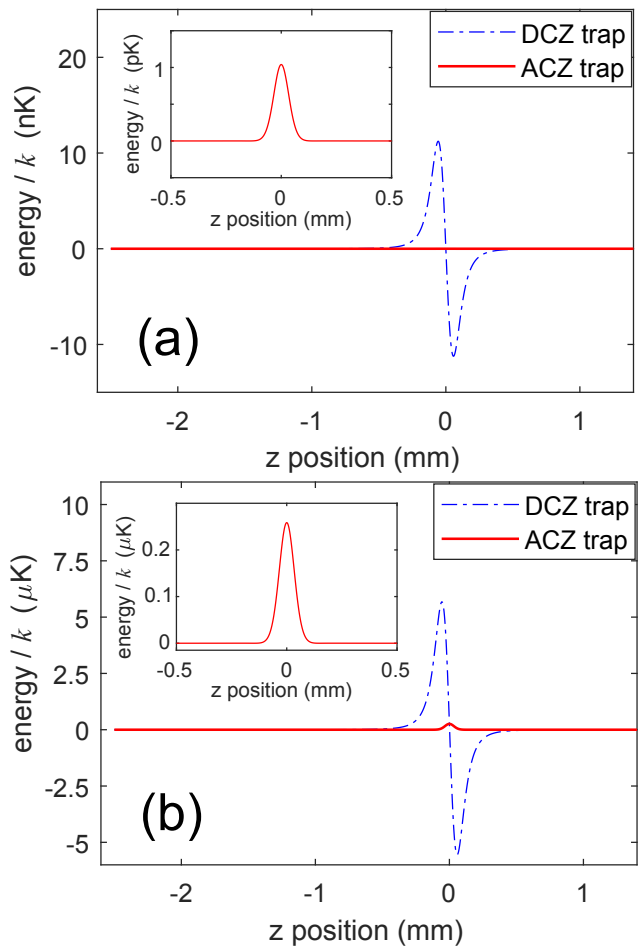 (a)
energy / k (nK)
20
10
0
-10
-2
-1
0
1
z position (mm)
DCZ trap
ACZ trap
energy / k (pK)
1
0
-0.5
0
0.5
z position (mm)
(b)
energy / k (μK)
10
7.5
5
2.5
0
-2.5
-5
-2
-1
0
1
z position (mm)
DCZ trap
ACZ trap
energy / k (μK)
0.2
0.1
0
-0.5
0
0.5
z position (mm)